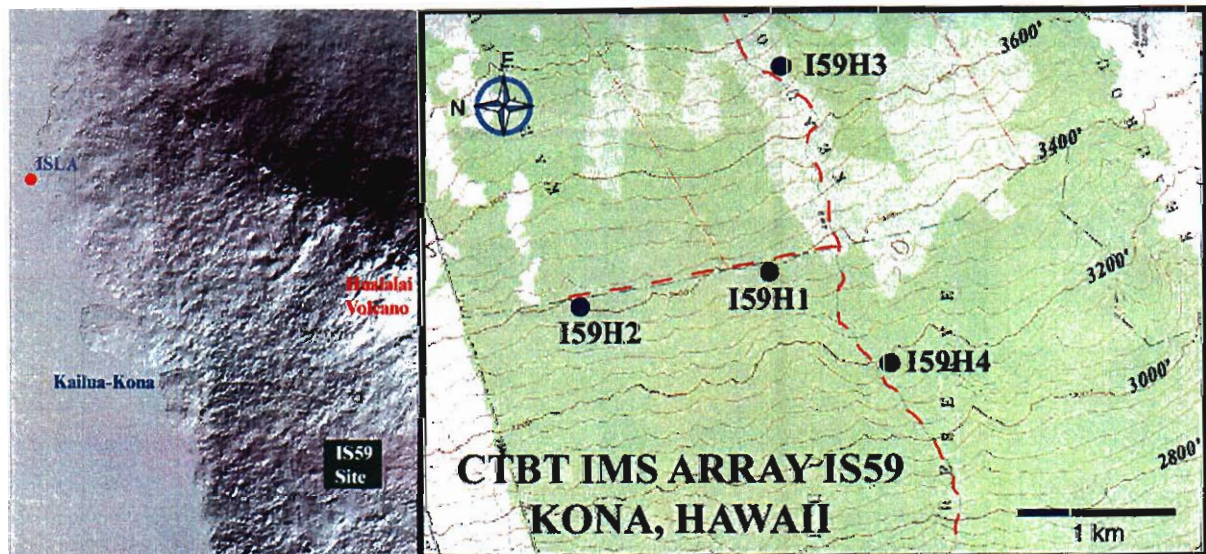 ISLA
Hualalai
Volcano
Kailua-Kona
IS59
Site
E
N
I59H3
3600'
3400'
I59H1
I59H2
3200'
I59H4
3000'
2800'
RESERVE
CTBT IMS ARRAY IS59
KONA, HAWAII
1 km